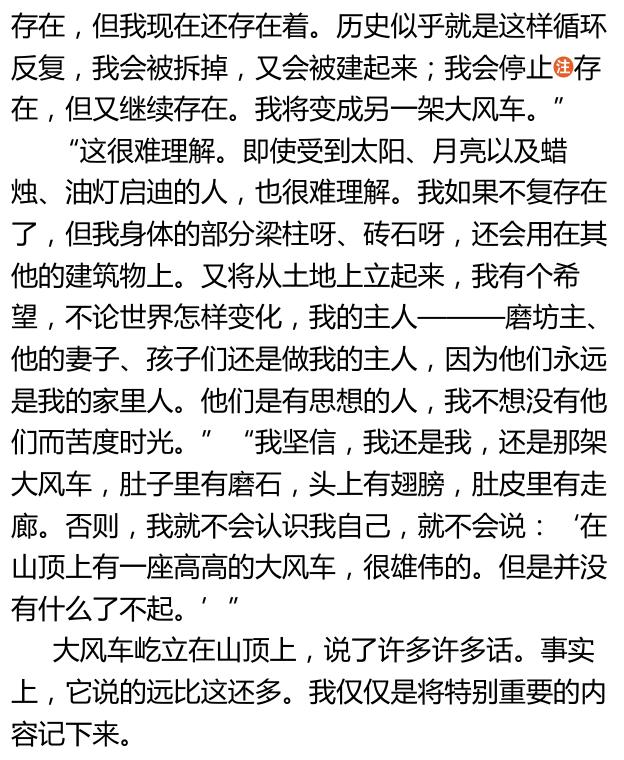 存在，但我现在还存在着。历史似乎就是这样循环
反复，我会被拆掉，又会被建起来；我会停止注存
在，但又继续存在。我将变成另一架大风车。”
“这很难理解。即使受到太阳、月亮以及蜡
烛、油灯启迪的人，也很难理解。我如果不复存在
了，但我身体的部分梁柱呀、砖石呀，还会用在其
他的建筑物上。又将从土地上立起来，我有个希
望，不论世界怎样变化，我的主人———磨坊主、
他的妻子、孩子们还是做我的主人，因为他们永远
是我的家里人。他们是有思想的人，我不想没有他
们而苦度时光。”“我坚信，我还是我，还是那架
大风车，肚子里有磨石，头上有翅膀，肚皮里有走
廊。否则，我就不会认识我自己，就不会说：‘在
山顶上有一座高高的大风车，很雄伟的。但是并没
有什么了不起。’”
大风车屹立在山顶上，说了许多许多话。事实
上，它说的远比这还多。我仅仅是将特别重要的内
容记下来。